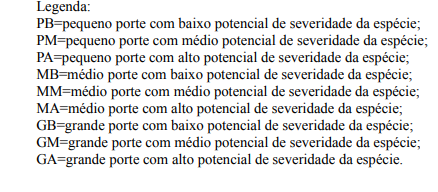 Legenda:
PB=pequeno porte com baixo potencial de severidade da espécie;
PM=pequeno porte com médio potencial de severidade da espécie;
PA=pequeno porte com alto potencial de severidade da espécie;
MB=médio porte com baixo potencial de severidade da espécie;
MM=médio porte com médio potencial de severidade da espécie;
MA=médio porte com alto potencial de severidade da espécie;
GB=grande porte com baixo potencial de severidade da espécie;
GM=grande porte com médio potencial de severidade da espécie;
GA=grande porte com alto potencial de severidade da espécie.